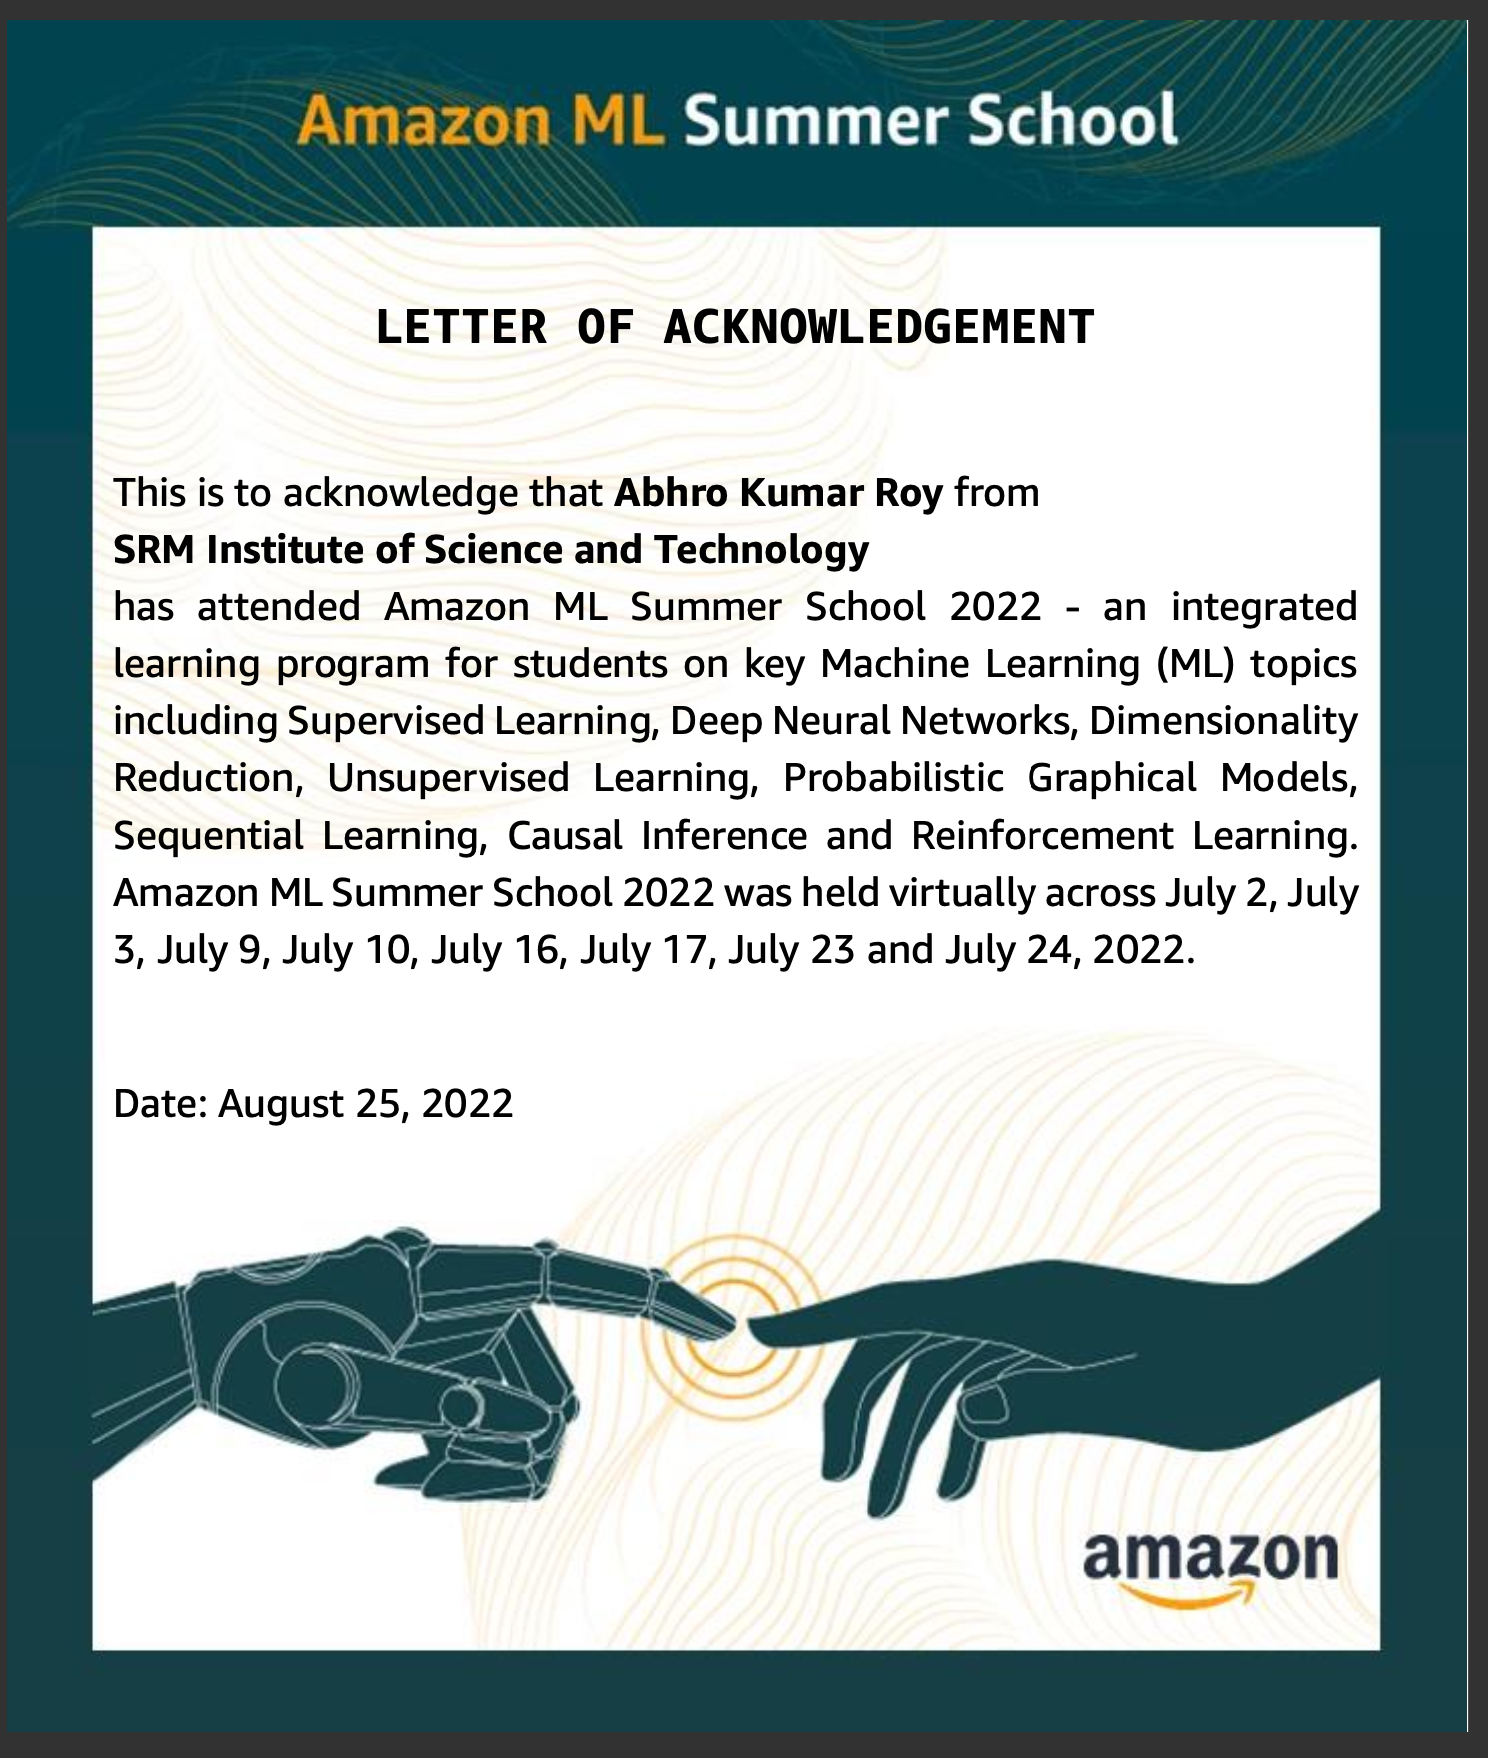 Amazon ML Summer School
LETTER OF ACKNOWLEDGEMENT
This is to acknowledge that Abhro Kumar Roy from
SRM Institute of Science and Technology
has attended Amazon ML Summer School 2022 - an integrated
learning program for students on key Machine Learning (ML) topics
including Supervised Learning, Deep Neural Networks, Dimensionality
Reduction, Unsupervised Learning, Probabilistic Graphical Models,
Sequential Learning, Causal Inference and Reinforcement Learning.
Amazon ML Summer School 2022 was held virtually across July 2, July
3, July 9, July 10, July 16, July 17, July 23 and July 24, 2022.
Date: August 25, 2022
amazon